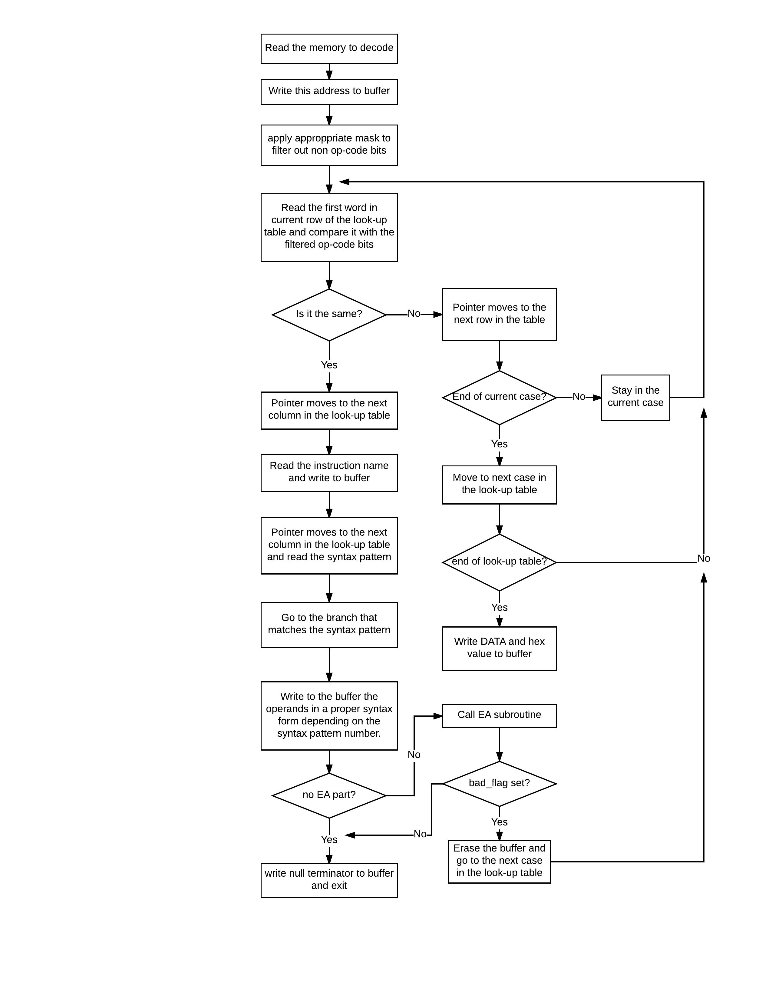 Read the memory to decode
Write this address to buffer
apply approppriate mask to
filter out non op-code bits
Read the first word in
current row of the look-up
table and compare it with the
filtered op-code bits
Is it the same?
No
Pointer moves to the
next row in the table
Yes
End of current case?
No
Stay in the
current case
Pointer moves to the next
column in the look-up table
Yes
Read the instruction name
and write to buffer
Move to next case in
the look-up table
Pointer moves to the next
column in the look-up table
and read the syntax pattern
end of look-up table?
No
Yes
Go to the branch that
matches the syntax pattern
Write DATA and hex
value to buffer
Write to the buffer the
operands in a proper syntax
form depending on the
syntax pattern number.
Call EA subroutine
No
no EA part?
bad_flag set?
Yes
No
Yes
Erase the buffer and
go to the next case
in the look-up table
write null terminator to buffer
and exit